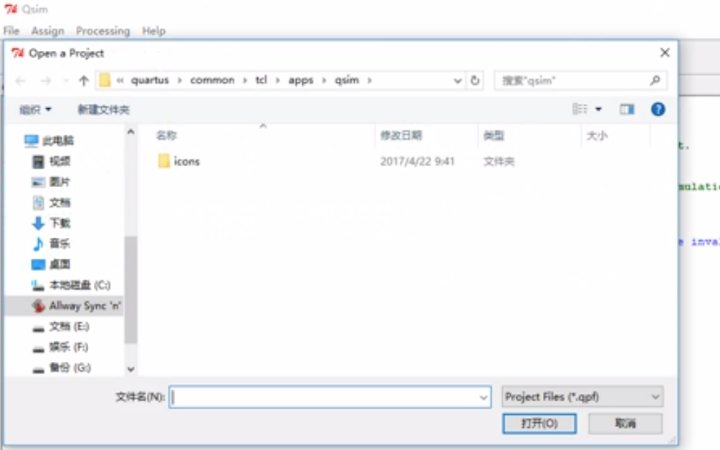 Qsim
File Assign Processing Help
Open a Project
« quartus › common › tcl › apps › qsim ›
搜索"qsim"
组织 新建文件夹
此电脑
视频
图片
文档
下载
音乐
桌面
本地磁盘 (C:)
Allway Sync 'n'
文档 (E:)
娱乐 (F:)
备份 (G:)
名称 修改日期 类型 大小
icons 2017/4/22 9:41 文件夹
t.
mulatio
e inval
文件名(N): Project Files (*.qpf)
打开(O) 取消